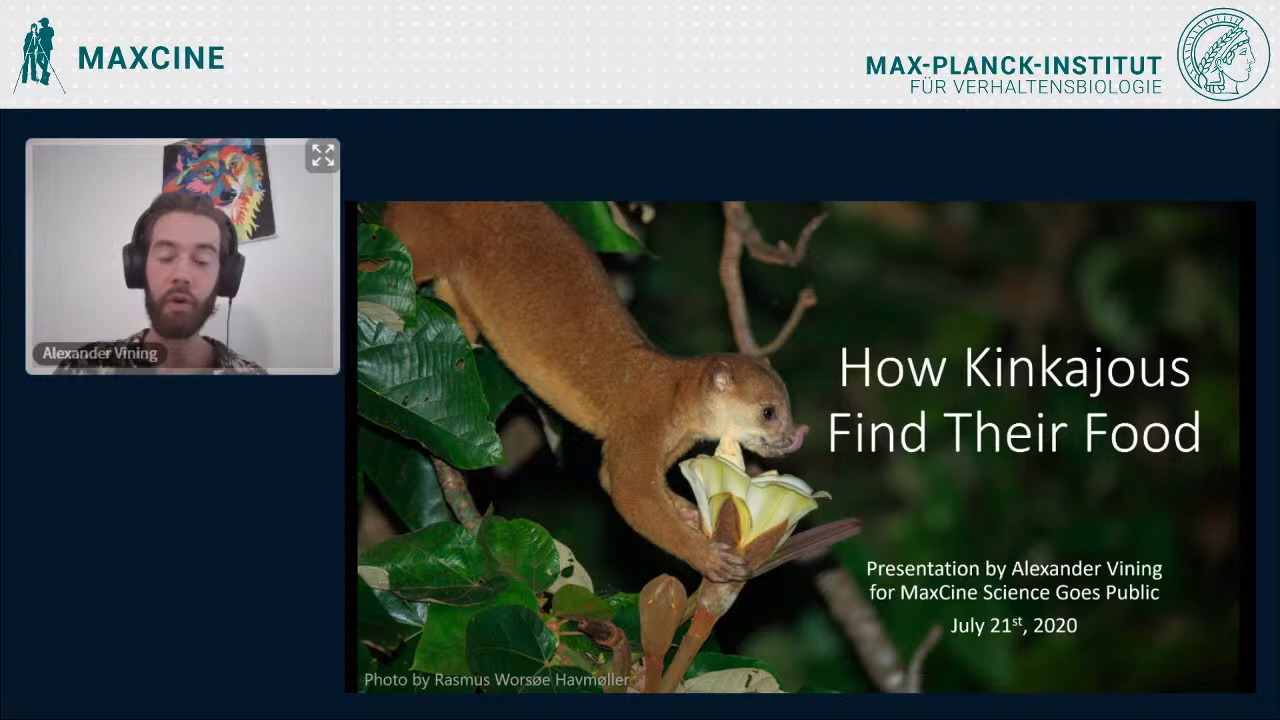 MAXCINE
MAX-PLANCK-INSTITUT
FÜR VERHALTENSBIOLOGIE
Alexander Vining
How Kinkajous
Find Their Food
Presentation by Alexander Vining
for MaxCine Science Goes Public
July 21st, 2020
Photo by Rasmus Worsøe Havmøller